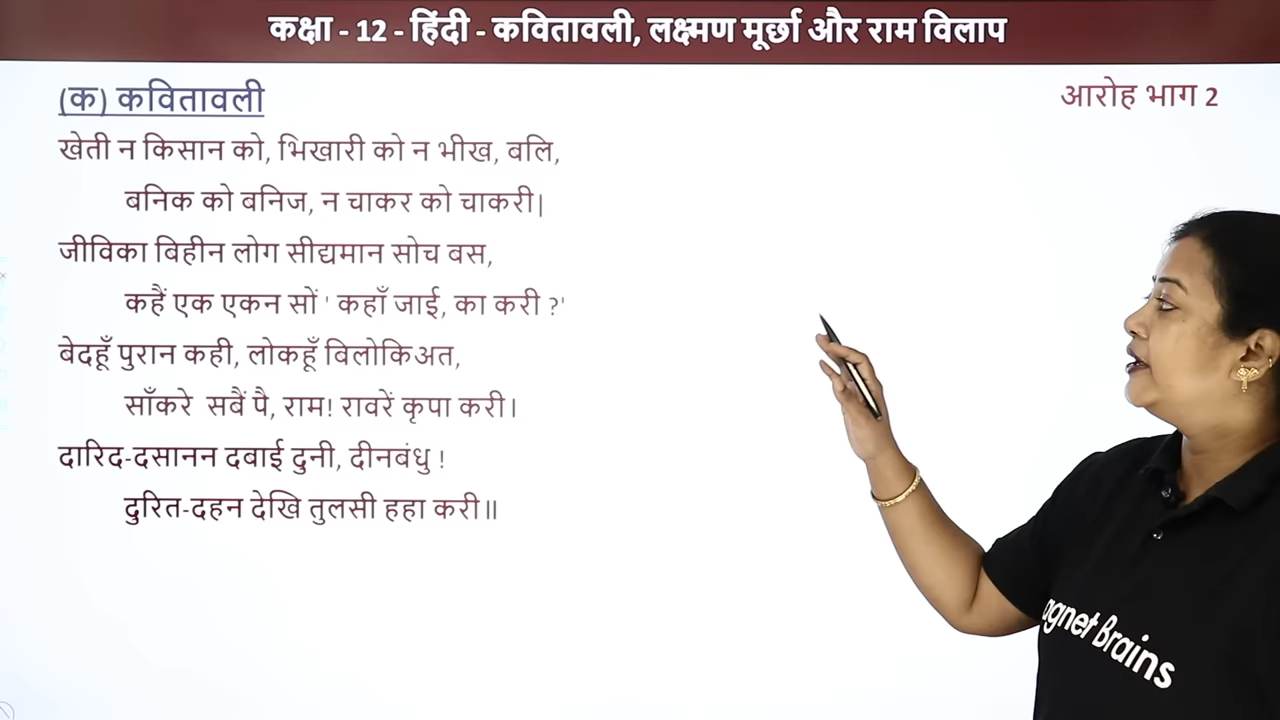 कक्षा - 12 - हिंदी - कवितावली, लक्ष्मण मूर्छा और राम विलाप
(क) कवितावली
आरोह भाग 2
खेती न किसान को, भिखारी को न भीख, बलि,
बनिक को बनिज, न चाकर को चाकरी|
जीविका बिहीन लोग सीद्यमान सोच बस,
कहैं एक एकन सों ' कहाँ जाई, का करी ?'
बेदहूँ पुरान कही, लोकहूँ बिलोकिअत,
साँकरे सबैं पै, राम! रावरें कृपा करी।
दारिद-दसानन दबाई दुनी, दीनबंधु !
दुरित-दहन देखि तुलसी हहा करी॥
agnet Brains